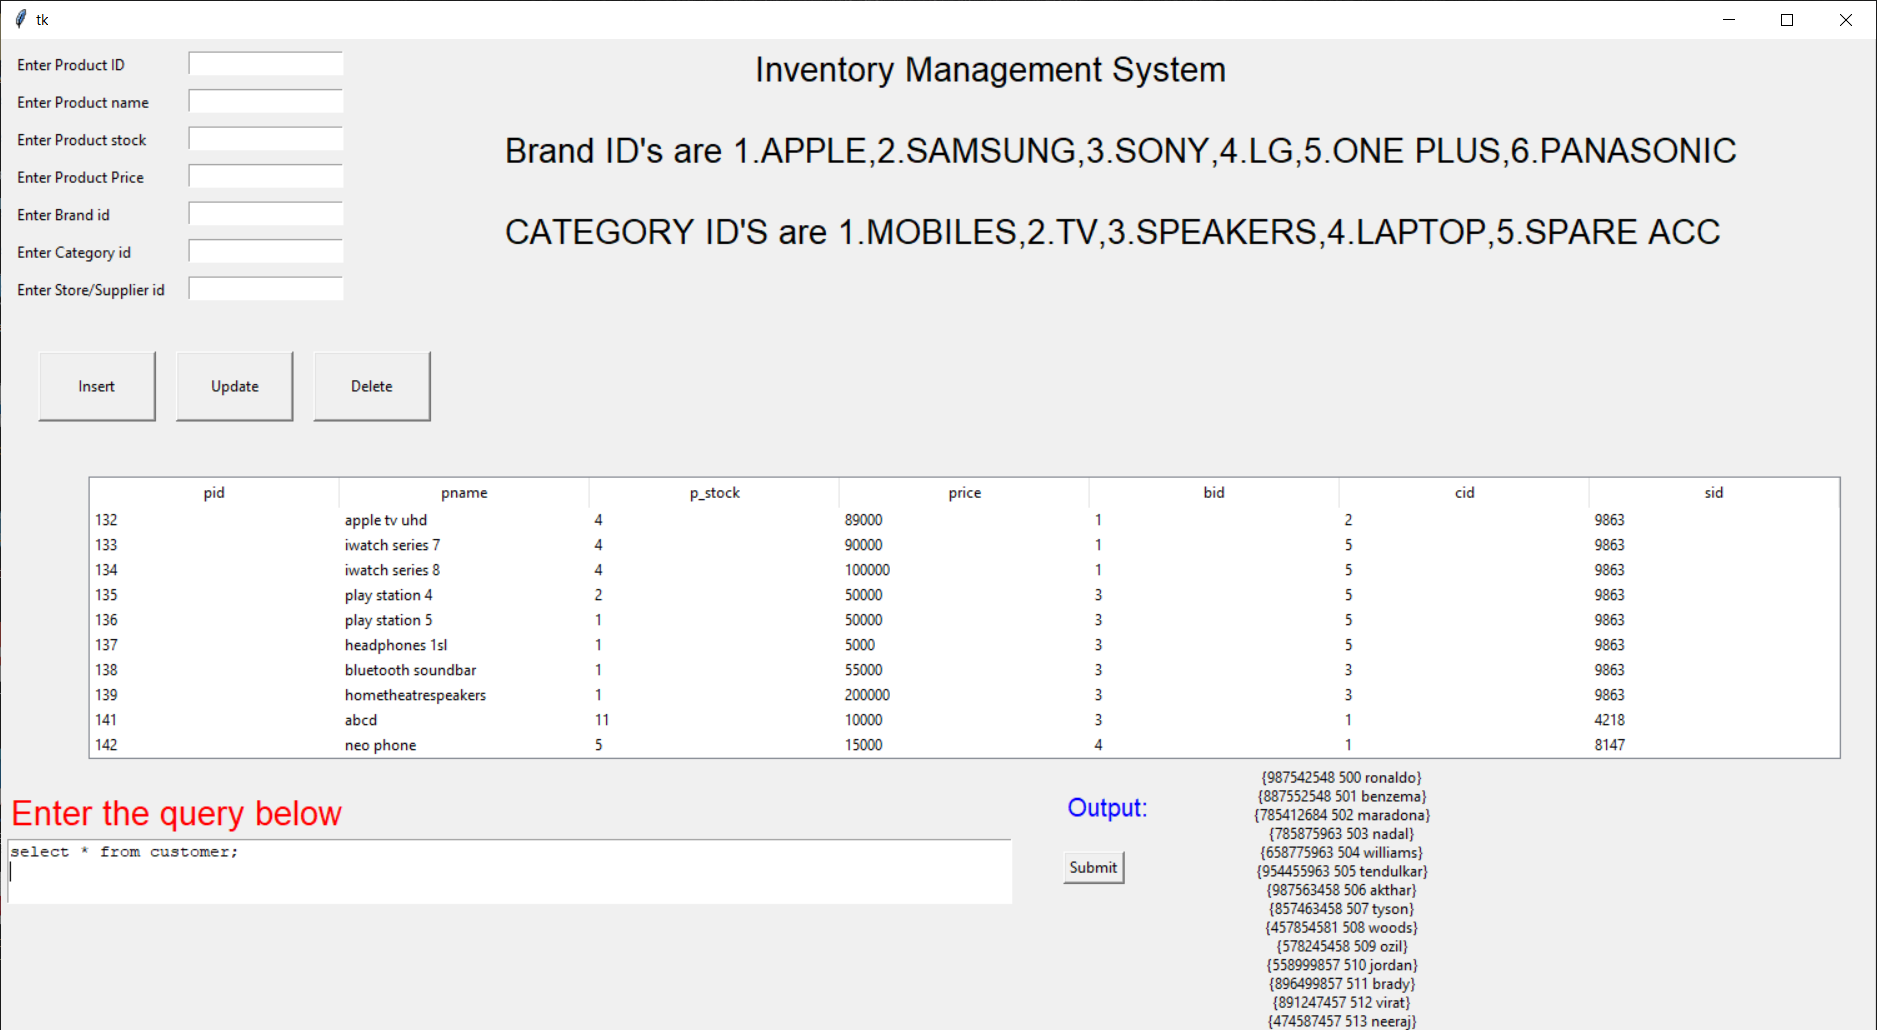 tk
Enter Product ID
Enter Product name
Enter Product stock
Enter Product Price
Enter Brand id
Enter Category id
Enter Store/Supplier id
Inventory Management System
Brand ID's are 1.APPLE,2.SAMSUNG,3.SONY,4.LG,5.ONE PLUS,6.PANASONIC
CATEGORY ID'S are 1.MOBILES,2.TV,3.SPEAKERS,4.LAPTOP,5.SPARE ACC
Insert Update Delete
pid pname p_stock price bid cid sid
132 apple tv uhd 4 89000 1 2 9863
133 iwatch series 7 4 90000 1 5 9863
134 iwatch series 8 4 100000 1 5 9863
135 play station 4 2 50000 3 5 9863
136 play station 5 1 50000 3 5 9863
137 headphones 1sl 1 5000 3 5 9863
138 bluetooth soundbar 1 55000 3 3 9863
139 hometheatrespeakers 1 200000 3 3 9863
141 abcd 11 10000 3 1 4218
142 neo phone 5 15000 4 1 8147
Enter the query below
select * from customer;
Output:
Submit
{987542548 500 ronaldo}
{887552548 501 benzema}
{785412684 502 maradona}
{785875963 503 nadal}
{658775963 504 williams}
{954455963 505 tendulkar}
{987563458 506 akthar}
{857463458 507 tyson}
{457854581 508 woods}
{578245458 509 ozil}
{558999857 510 jordan}
{896499857 511 brady}
{891247457 512 virat}
{474587457 513 neeraj}